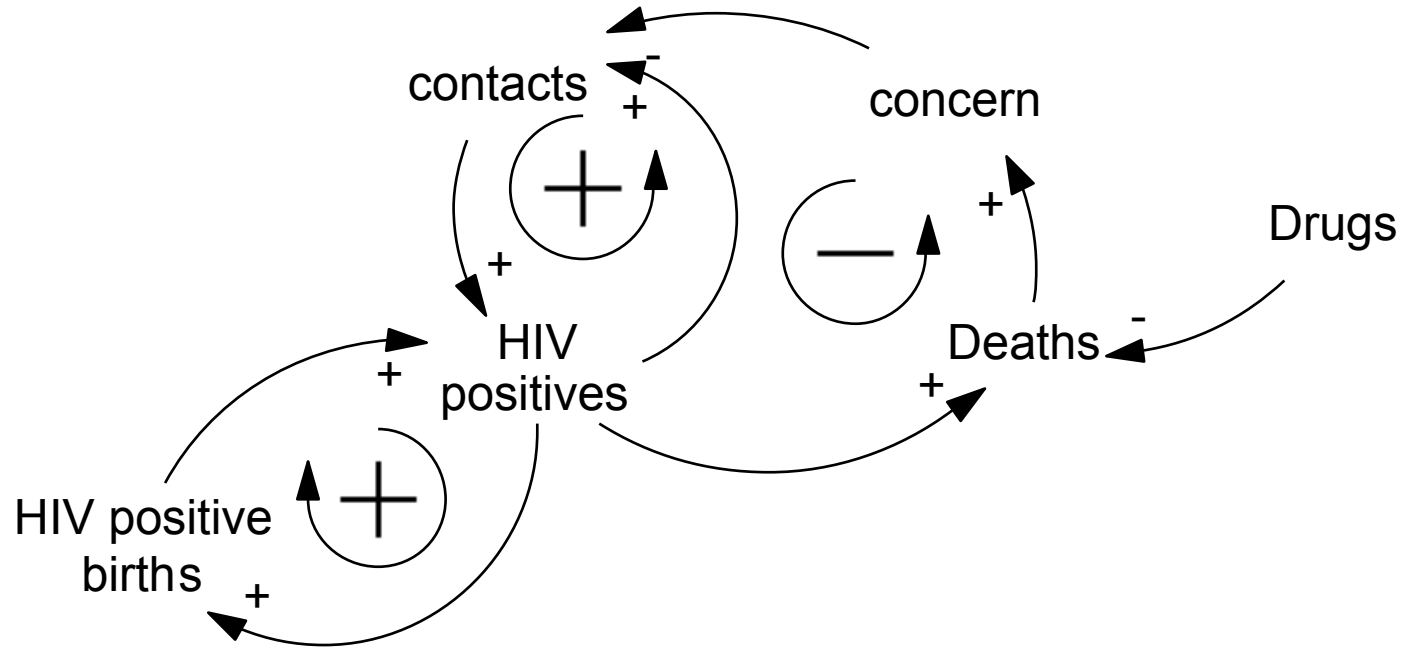 contacts
-
+
concern
+
+
Drugs
+
-
HIV
positives
Deaths
-
+
+
+
HIV positive
births
+